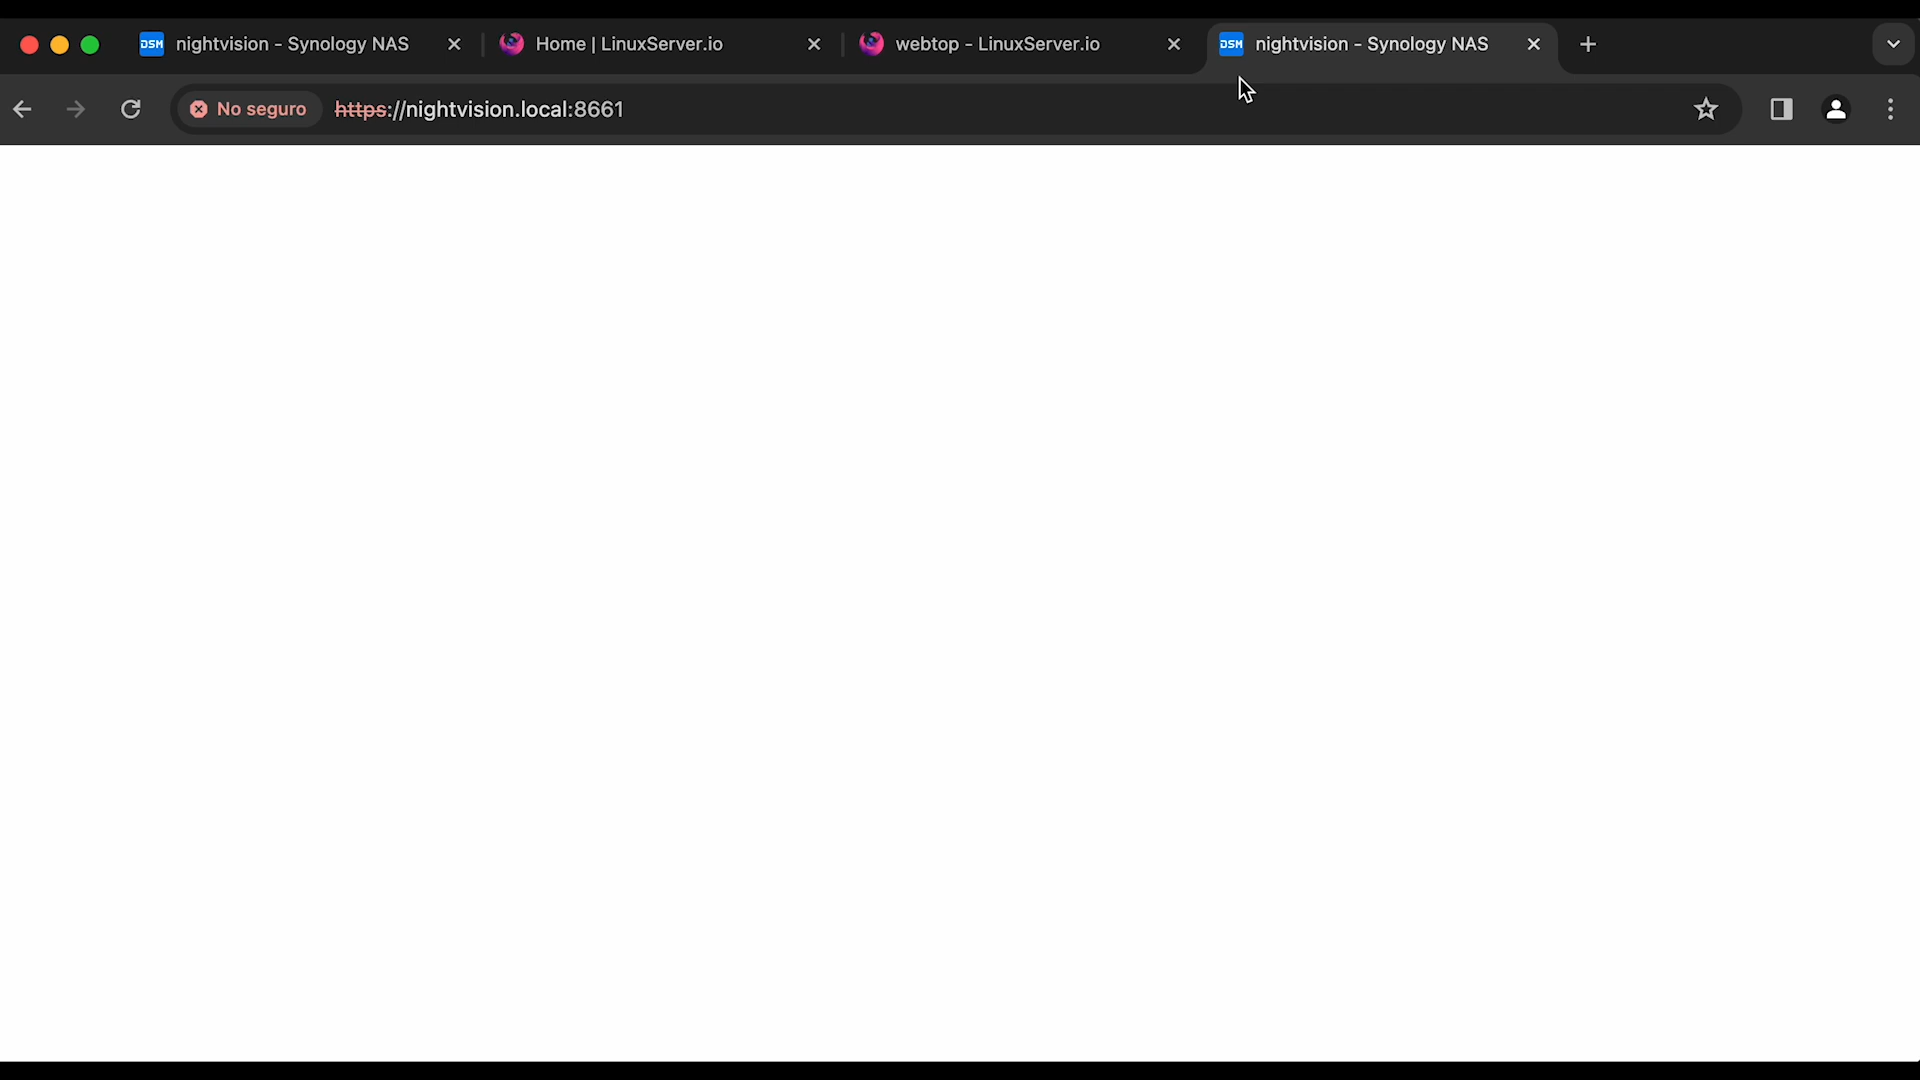 DSM nightvision - Synology NAS
Home | LinuxServer.io
webtop - LinuxServer.io
DSM nightvision - Synology NAS
No seguro https://nightvision.local:8661